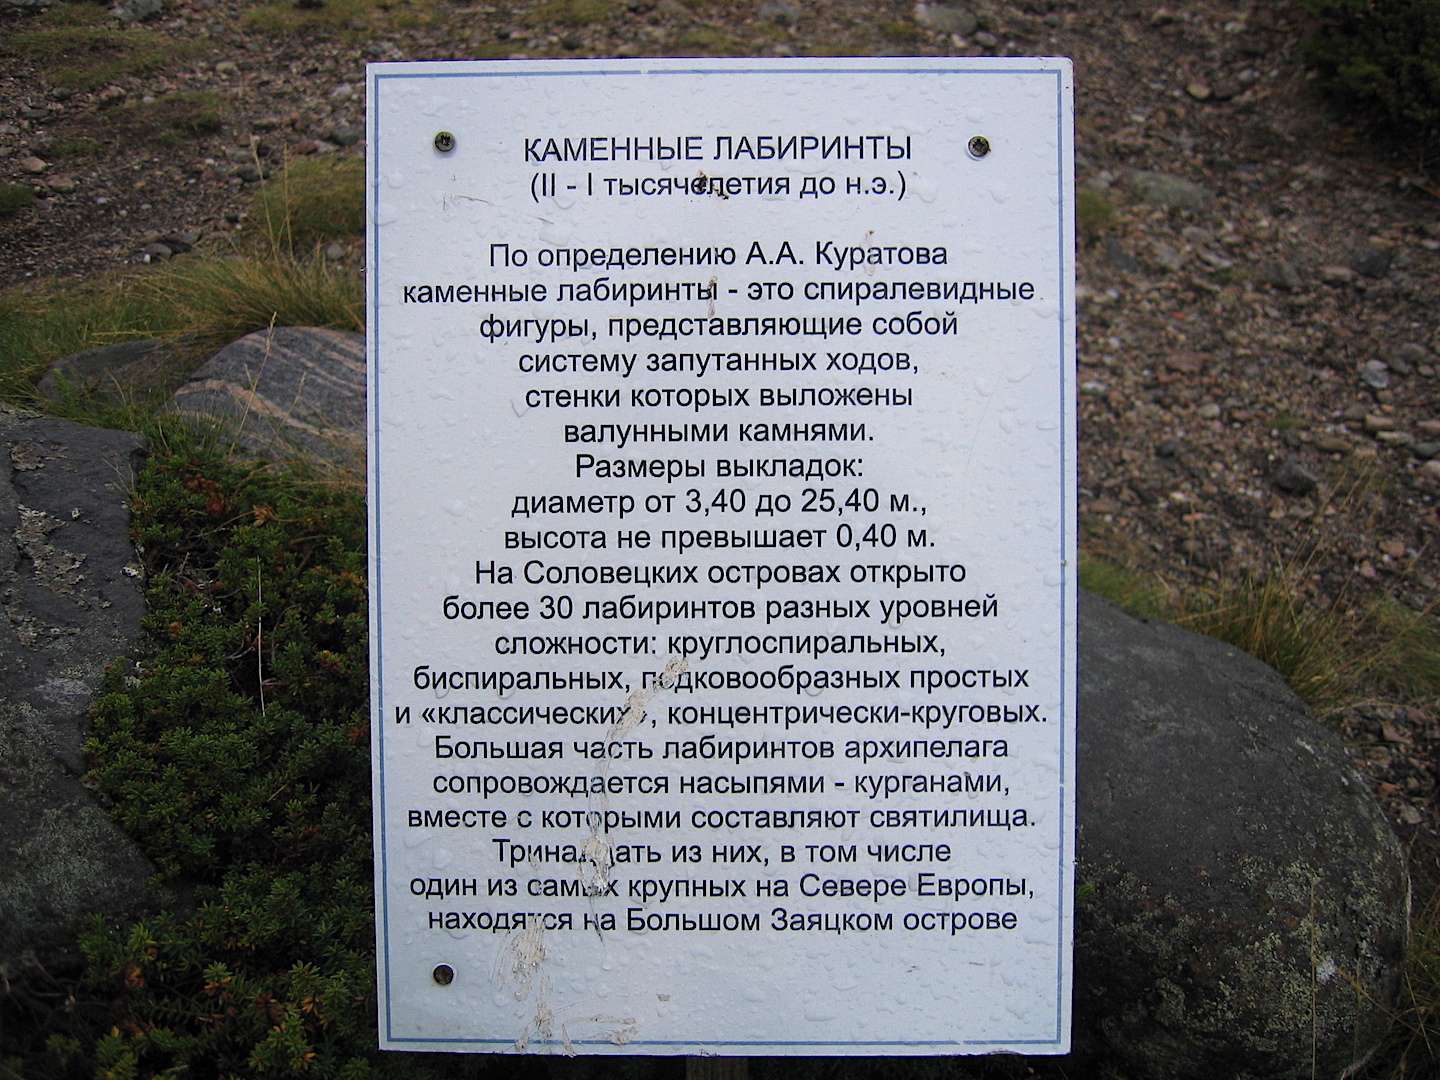 КАМЕННЫЕ ЛАБИРИНТЫ
(II - I тысячелетия до н.э.)
По определению А.А. Куратова
каменные лабиринты - это спиралевидные
фигуры, представляющие собой
систему запутанных ходов,
стенки которых выложены
валунными камнями.
Размеры выкладок:
диаметр от 3,40 до 25,40 м.,
высота не превышает 0,40 м.
На Соловецких островах открыто
более 30 лабиринтов разных уровней
сложности: круглоспиральных,
биспиральных, подковообразных простых
и «классических», концентрически-круговых.
Большая часть лабиринтов архипелага
сопровождается насыпями - курганами,
вместе с которыми составляют святилища.
Тринадцать из них, в том числе
один из самых крупных на Севере Европы,
находятся на Большом Заяцком острове